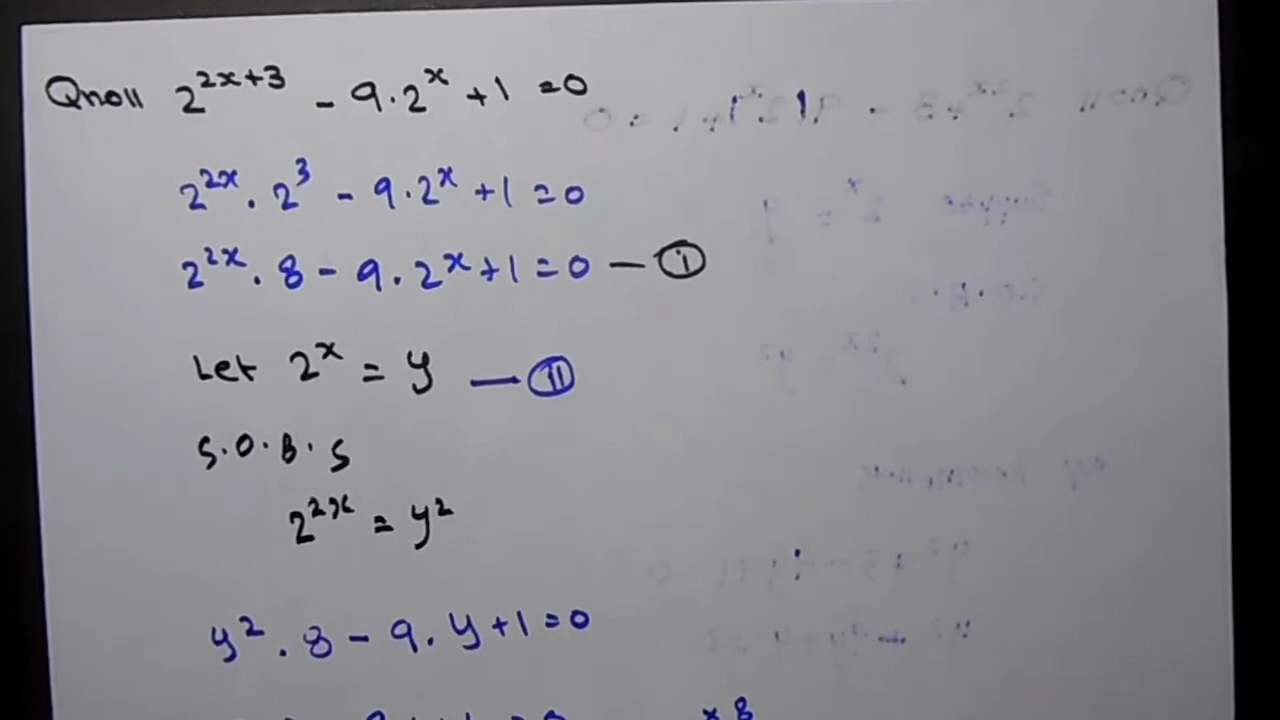 Qno11 2^{2x+3} - 9.2^x +1 =0
2^{2x} . 2^3 - 9.2^x +1 =0
2^{2x} . 8 - 9.2^x +1 =0 — (i)
Let 2^x = y — (ii)
S.O.B.S
2^{2x} = y^2
y^2 . 8 - 9.y +1 =0